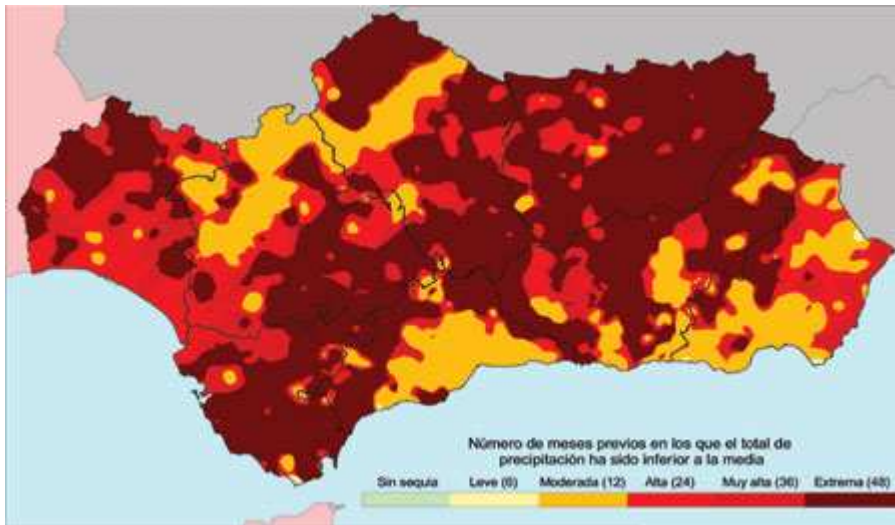 Número de meses previos en los que el total de
precipitación ha sido inferior a la media
Sin sequia Leve (6) Moderada (12) Alta (24) Muy alta (36) Extrema (48)